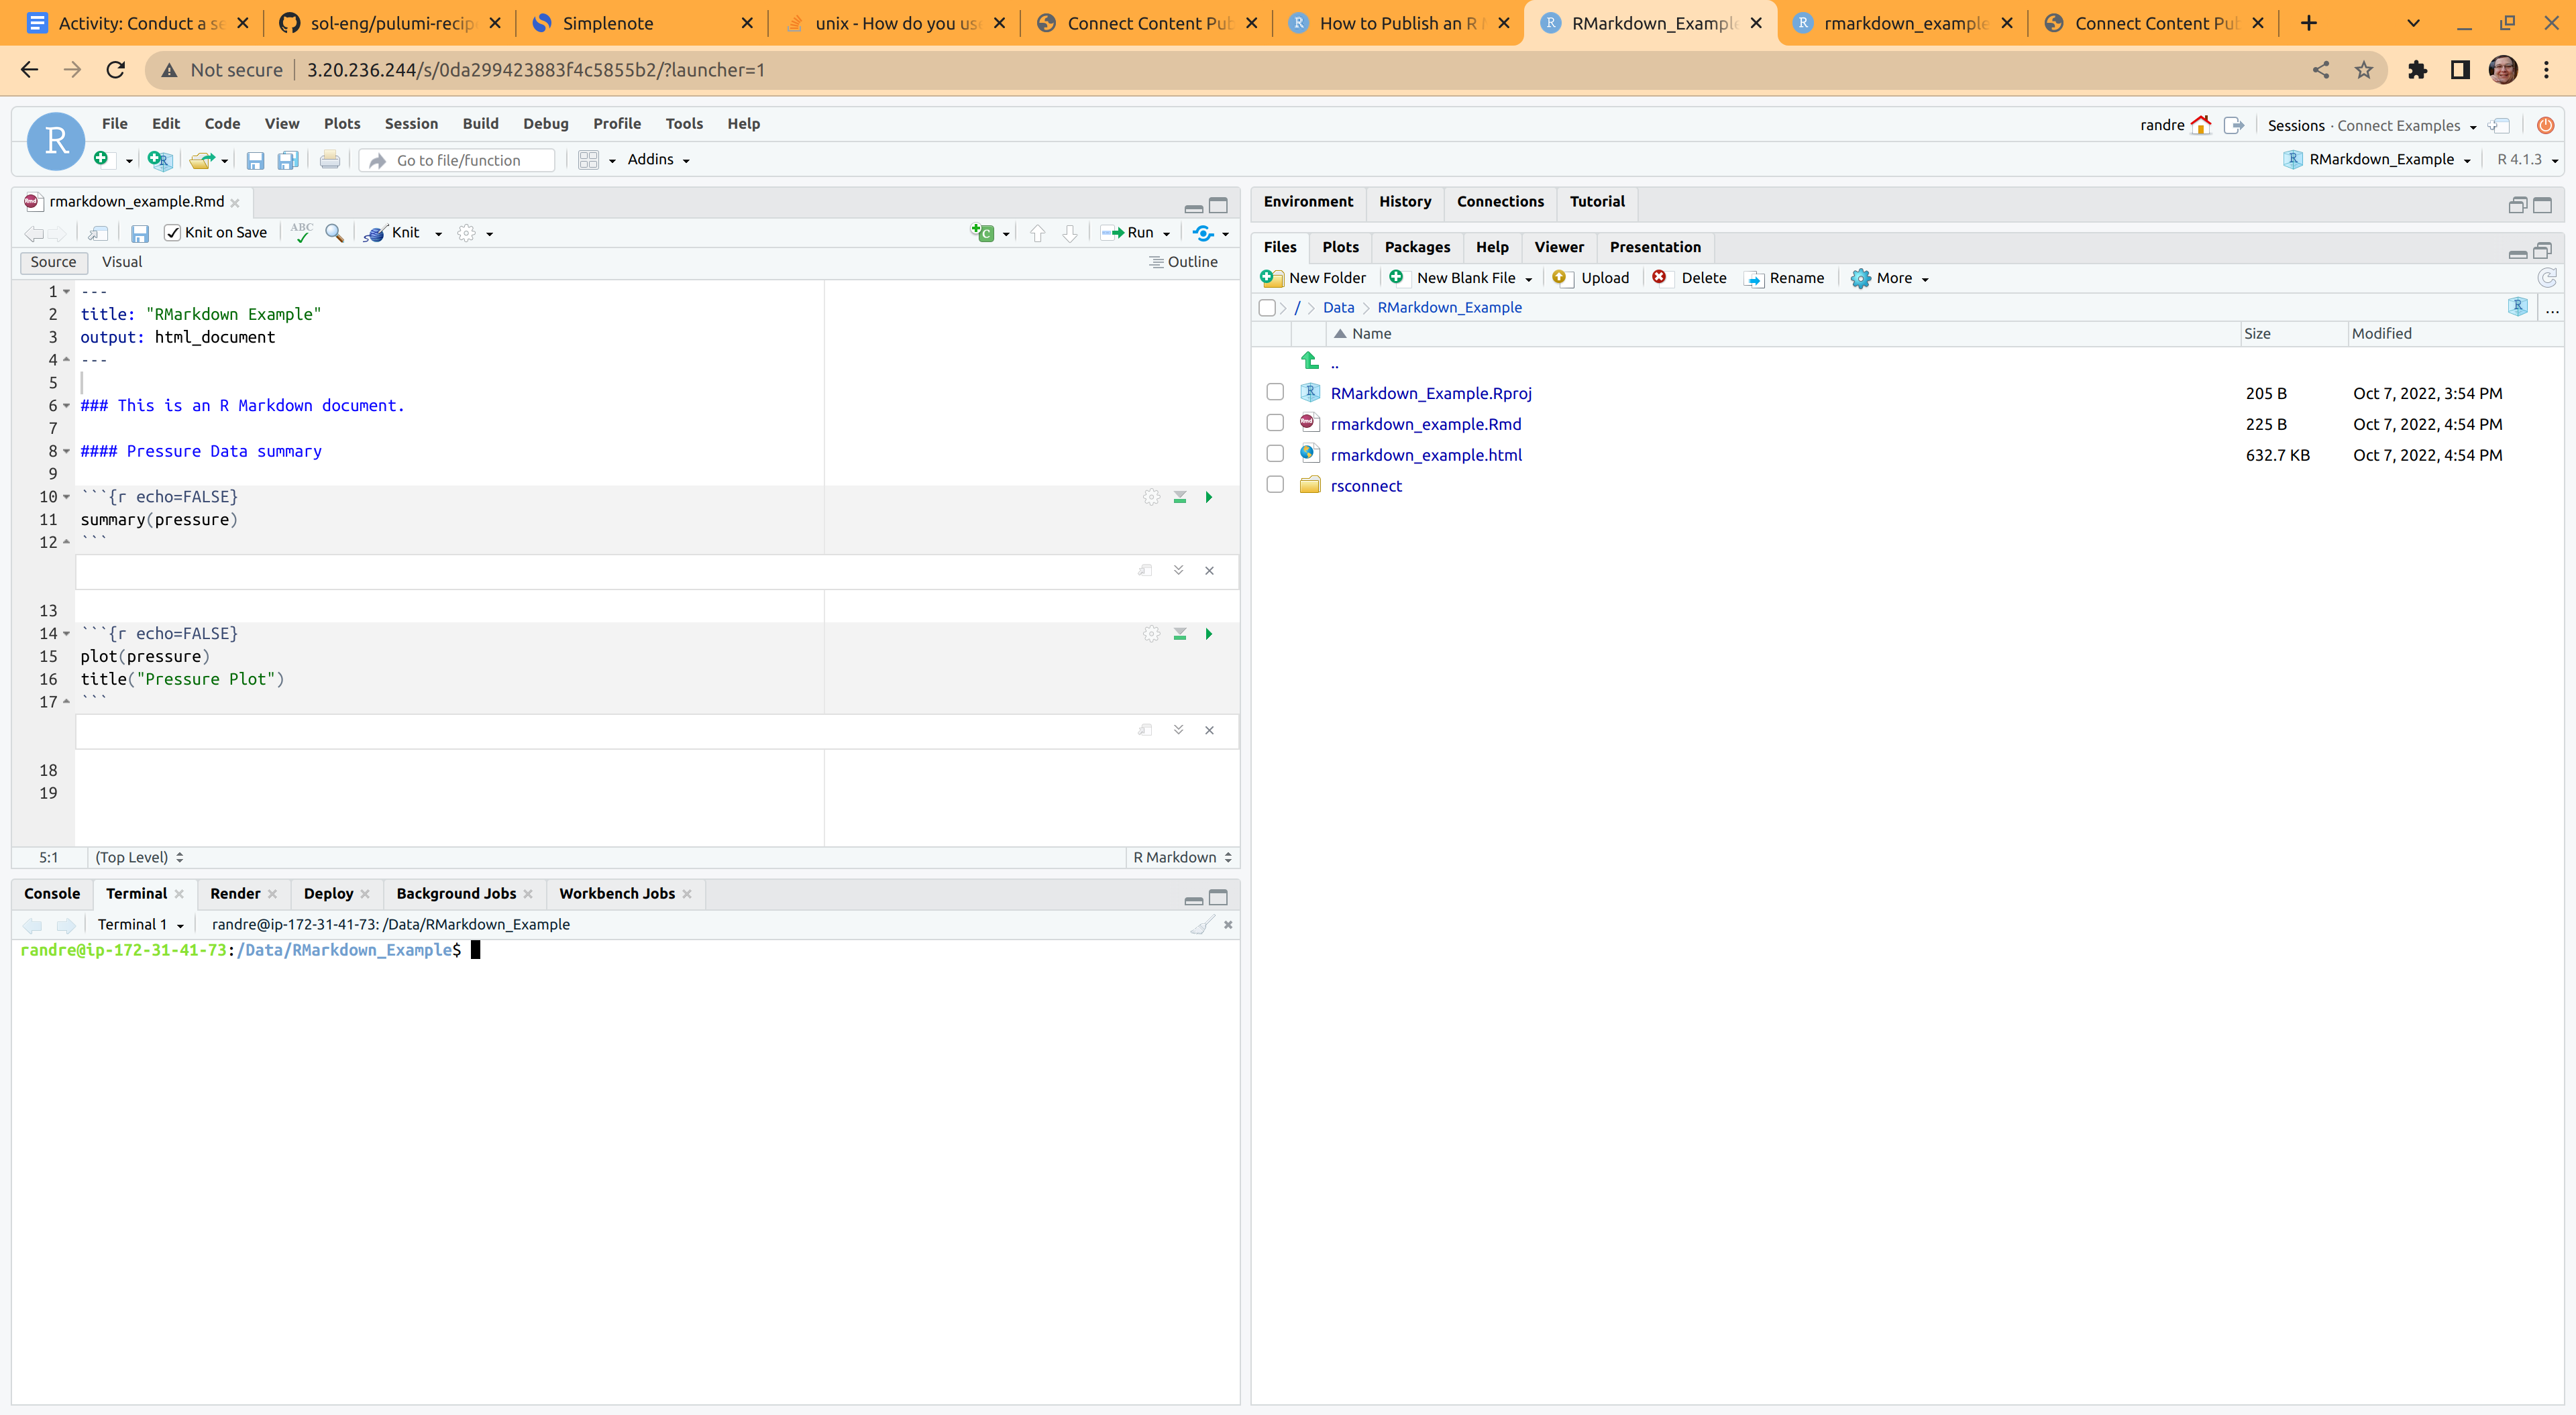 Activity: Conduct a se
sol-eng/pulumi-recip
Simplenote
unix - How do you us
Connect Content Pub
How to Publish an R M
RMarkdown_Example
rmarkdown_example
Connect Content Pub
Not secure 3.20.236.244/s/0da299423883f4c5855b2/?launcher=1
R File Edit Code View Plots Session Build Debug Profile Tools Help
randre Sessions · Connect Examples
Go to file/function Addins
RMarkdown_Example R 4.1.3
rmarkdown_example.Rmd
Knit on Save ABC Knit Run
Source Visual Outline
1 ---
2 title: "RMarkdown Example"
3 output: html_document
4 ---
5
6 ### This is an R Markdown document.
7
8 #### Pressure Data summary
9
10 ```{r echo=FALSE}
11 summary(pressure)
12 ```
13
14 ```{r echo=FALSE}
15 plot(pressure)
16 title("Pressure Plot")
17 ```
18
19
5:1 (Top Level) R Markdown
Console Terminal Render Deploy Background Jobs Workbench Jobs
Terminal 1 randre@ip-172-31-41-73: /Data/RMarkdown_Example
randre@ip-172-31-41-73:/Data/RMarkdown_Example$
Environment History Connections Tutorial
Files Plots Packages Help Viewer Presentation
New Folder New Blank File Upload Delete Rename More
/ Data RMarkdown_Example ...
Name Size Modified
..
RMarkdown_Example.Rproj 205 B Oct 7, 2022, 3:54 PM
rmarkdown_example.Rmd 225 B Oct 7, 2022, 4:54 PM
rmarkdown_example.html 632.7 KB Oct 7, 2022, 4:54 PM
rsconnect